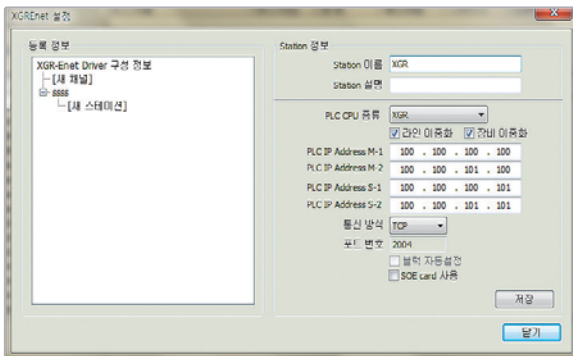 XGREnet 설정
등록 정보
XGR-Enet Driver 구성 정보
[새 채널]
ssss
[새 스테이션]
Station 정보
Station 이름 XGR
Station 설명
PLC CPU 종류 XGR
라인 이중화 장비 이중화
PLC IP Address M-1 100 . 100 . 100 . 100
PLC IP Address M-2 100 . 100 . 101 . 100
PLC IP Address S-1 100 . 100 . 100 . 101
PLC IP Address S-2 100 . 100 . 101 . 101
통신 방식 TCP
포트 번호 2004
블럭 자동설정
SOE card 사용
저장
닫기